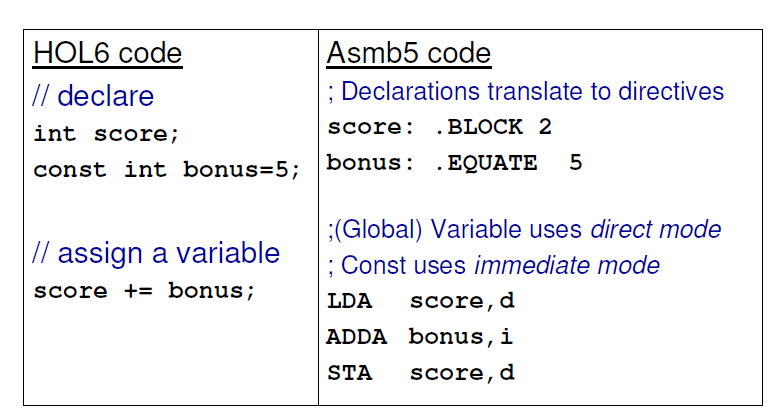 HOL6 code
// declare
int score;
const int bonus=5;
// assign a variable
score += bonus;
Asmb5 code
; Declarations translate to directives
score: .BLOCK 2
bonus: .EQUATE 5
;(Global) Variable uses direct mode
; Const uses immediate mode
LDA score,d
ADDA bonus,i
STA score,d